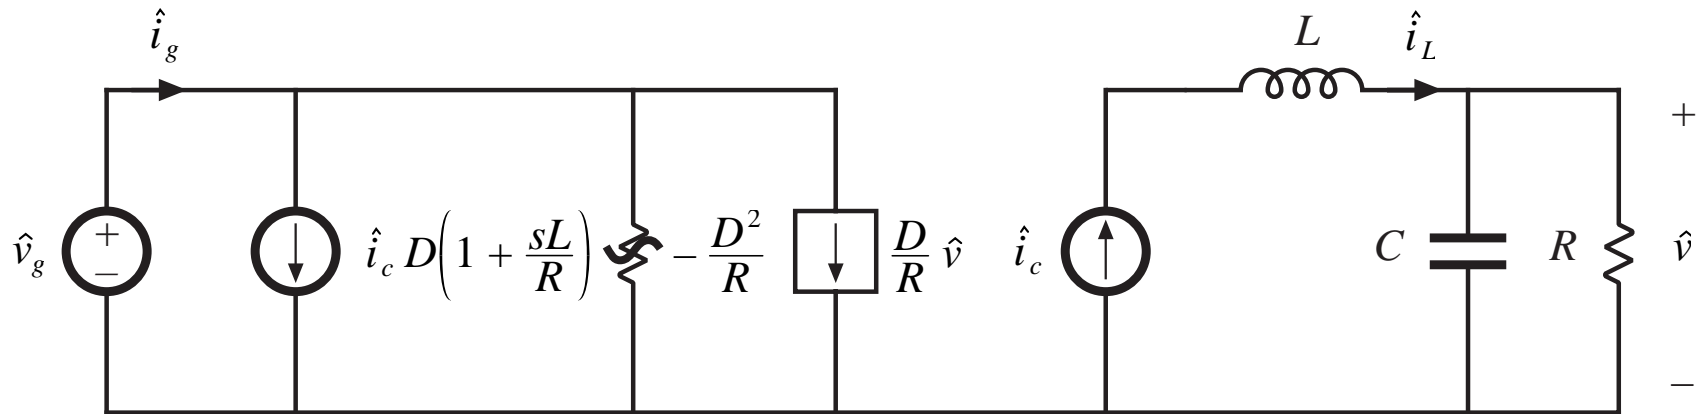 î_g
L
î_L
+
v̂_g
+
−
î_c D(1 + sL/R)
− D²/R
D/R v̂
î_c
C
R
v̂
−